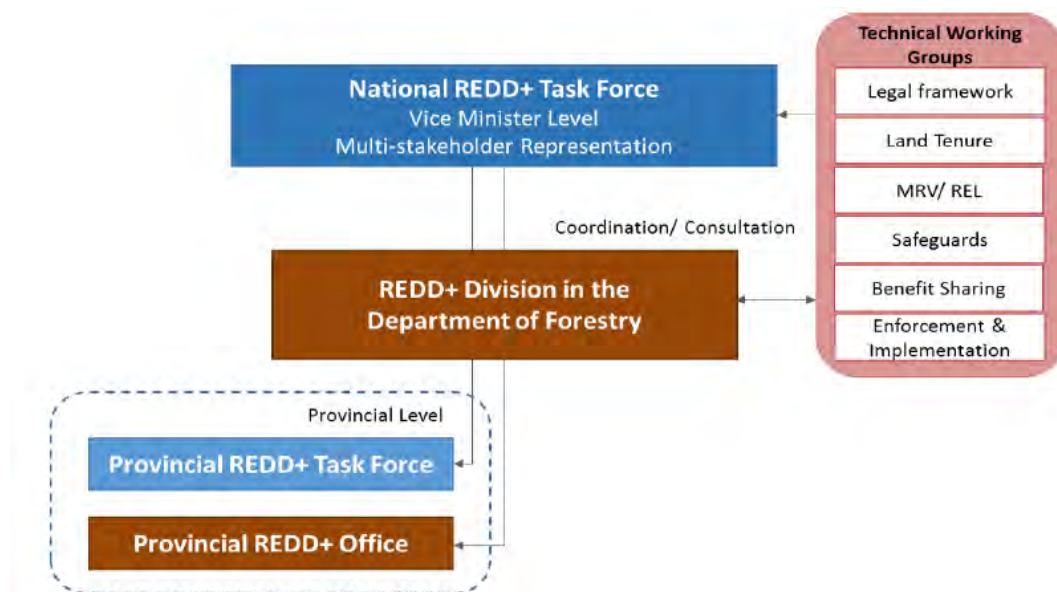 Technical Working
Groups
Legal framework
Land Tenure
MRV/ REL
Safeguards
Benefit Sharing
Enforcement &
Implementation
National REDD+ Task Force
Vice Minister Level
Multi-stakeholder Representation
Coordination/ Consultation
REDD+ Division in the
Department of Forestry
Provincial Level
Provincial REDD+ Task Force
Provincial REDD+ Office